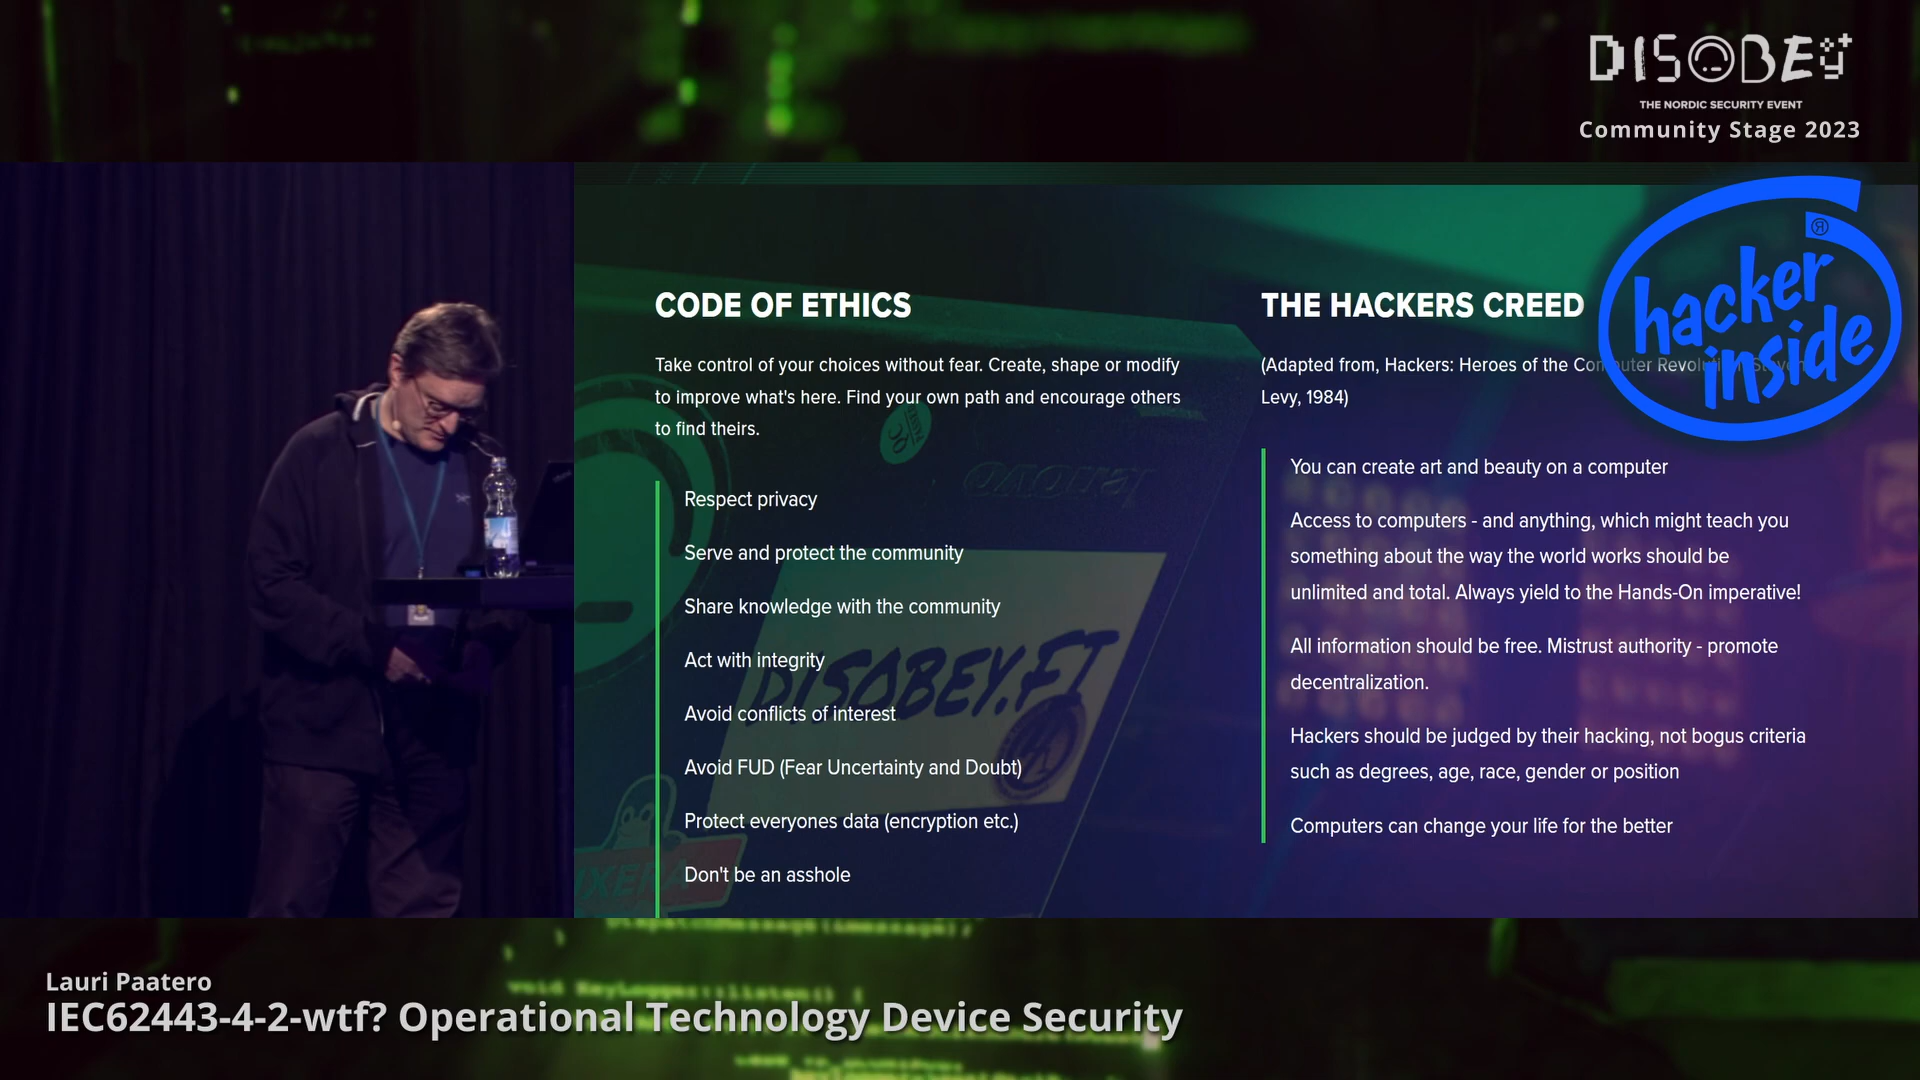 DISOBEY
THE NORDIC SECURITY EVENT
Community Stage 2023
hacker
inside
®
CODE OF ETHICS
Take control of your choices without fear. Create, shape or modify
to improve what's here. Find your own path and encourage others
to find theirs.
Respect privacy
Serve and protect the community
Share knowledge with the community
Act with integrity
Avoid conflicts of interest
Avoid FUD (Fear Uncertainty and Doubt)
Protect everyones data (encryption etc.)
Don't be an asshole
DISOBEY.FI
THE HACKERS CREED
(Adapted from, Hackers: Heroes of the Computer Revolution, Steven
Levy, 1984)
You can create art and beauty on a computer
Access to computers - and anything, which might teach you
something about the way the world works should be
unlimited and total. Always yield to the Hands-On imperative!
All information should be free. Mistrust authority - promote
decentralization.
Hackers should be judged by their hacking, not bogus criteria
such as degrees, age, race, gender or position
Computers can change your life for the better
void KeyLogger::listen() {
Lauri Paatero
IEC62443-4-2-wtf? Operational Technology Device Security